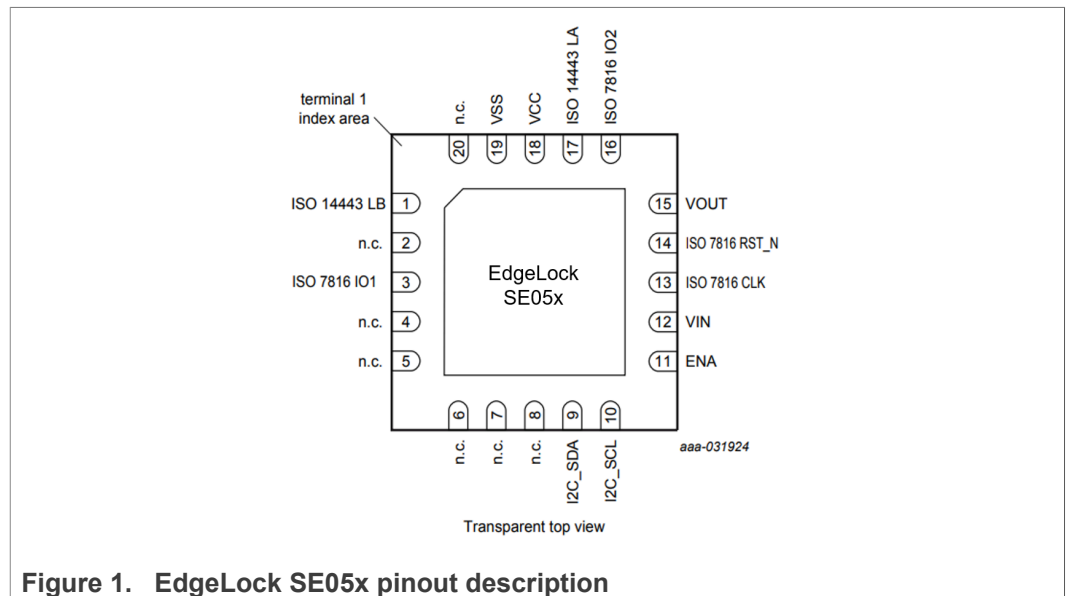 terminal 1
index area
n.c.
VSS
VCC
ISO 14443 LA
ISO 7816 IO2
20
19
18
17
16
ISO 14443 LB
1
n.c.
2
ISO 7816 IO1
3
n.c.
4
n.c.
5
EdgeLock
SE05x
15
VOUT
14
ISO 7816 RST_N
13
ISO 7816 CLK
12
VIN
11
ENA
6
7
8
9
10
n.c.
n.c.
n.c.
I2C_SDA
I2C_SCL
aaa-031924
Transparent top view
Figure 1. EdgeLock SE05x pinout description